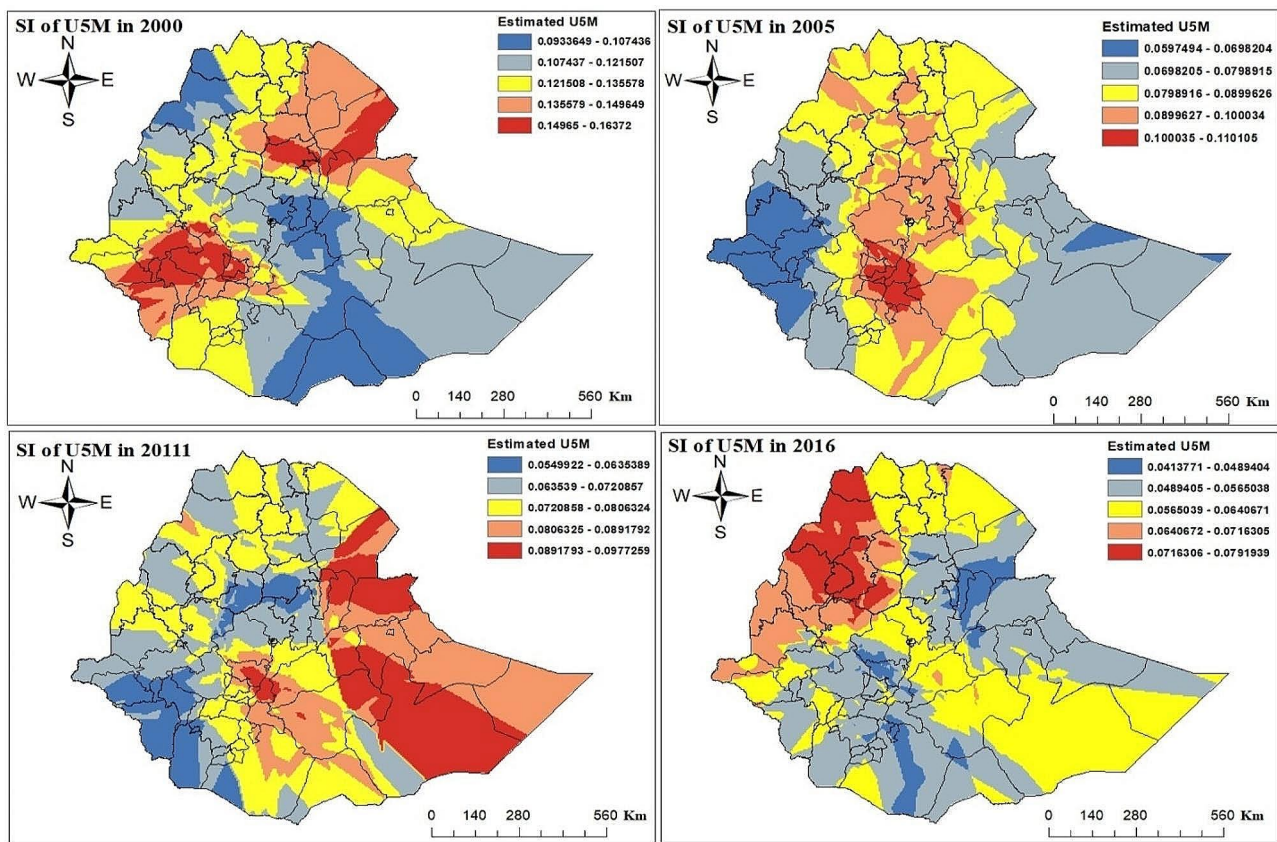 SI of U5M in 2000
N
W E
S
Estimated U5M
0.0933649 - 0.107436
0.107437 - 0.121507
0.121508 - 0.135578
0.135579 - 0.149649
0.14965 - 0.16372
0 140 280 560 Km
SI of U5M in 2005
N
W E
S
Estimated U5M
0.0597494 - 0.0698204
0.0698205 - 0.0798915
0.0798916 - 0.0899626
0.0899627 - 0.100034
0.100035 - 0.110105
0 140 280 560 Km
SI of U5M in 20111
N
W E
S
Estimated U5M
0.0549922 - 0.0635389
0.063539 - 0.0720857
0.0720858 - 0.0806324
0.0806325 - 0.0891792
0.0891793 - 0.0977259
0 140 280 560 Km
SI of U5M in 2016
N
W E
S
Estimated U5M
0.0413771 - 0.0489404
0.0489405 - 0.0565038
0.0565039 - 0.0640671
0.0640672 - 0.0716305
0.0716306 - 0.0791939
0 140 280 560 Km